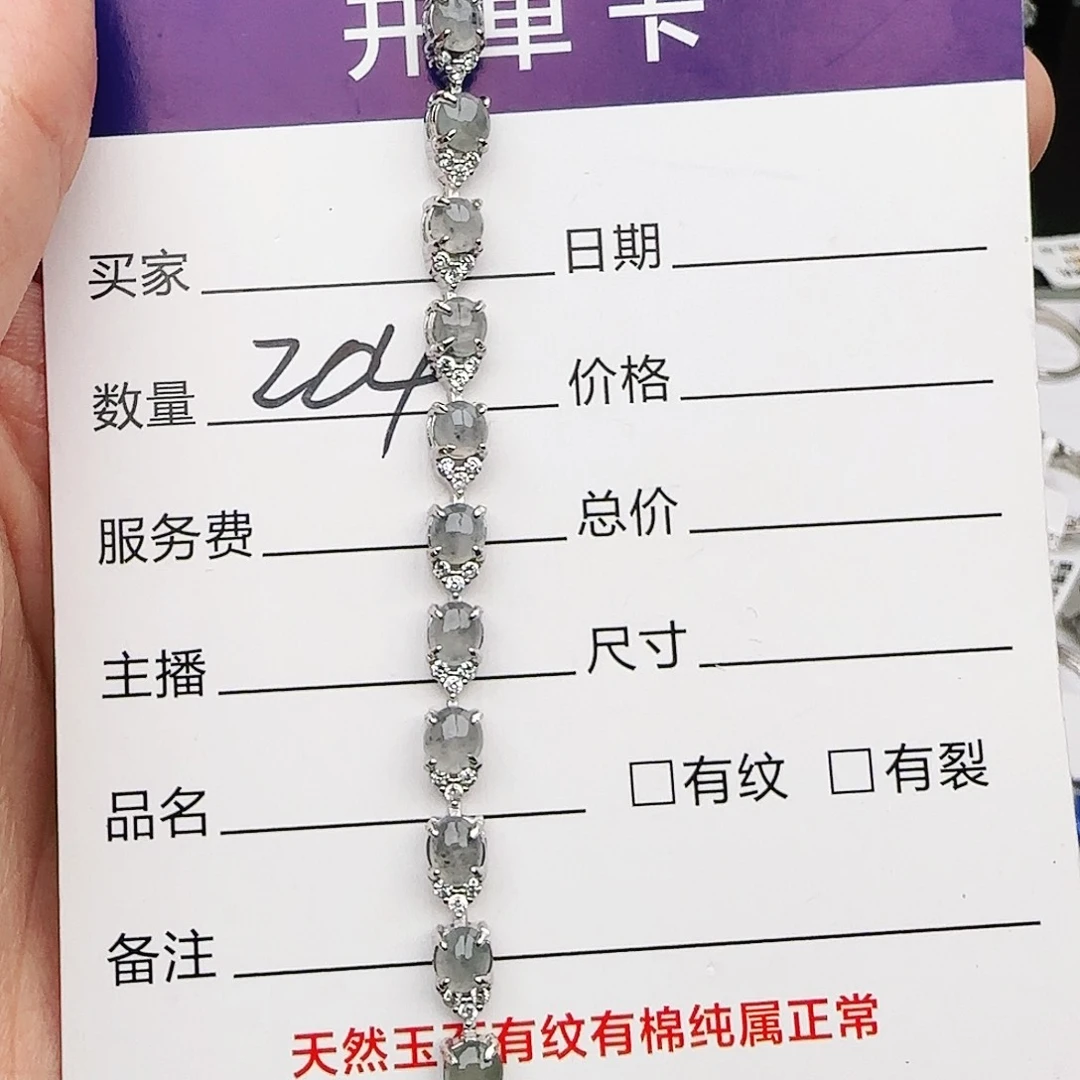 开单卡
买家 日期
数量 204 价格
服务费 总价
主播 尺寸
品名 □有纹 □有裂
备注
天然玉石有纹有棉纯属正常